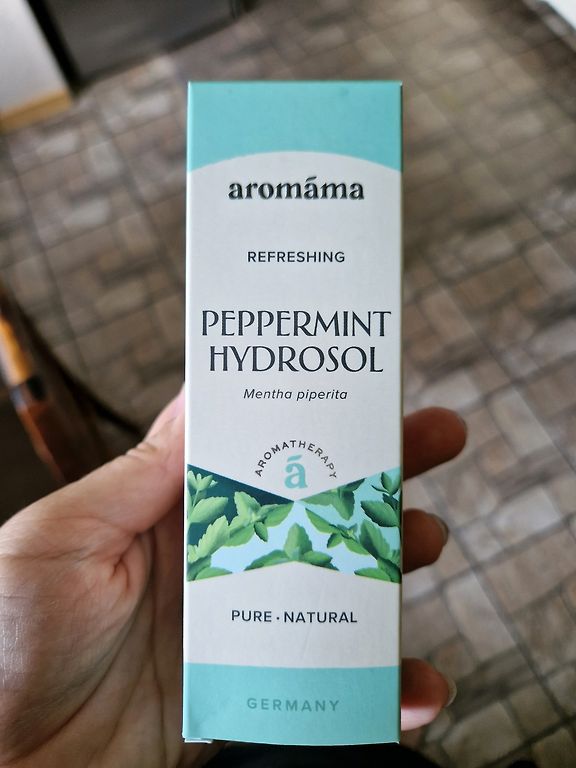 aromáma
REFRESHING
PEPPERMINT
HYDROSOL
Mentha piperita
AROMATHERAPY
á
PURE · NATURAL
GERMANY